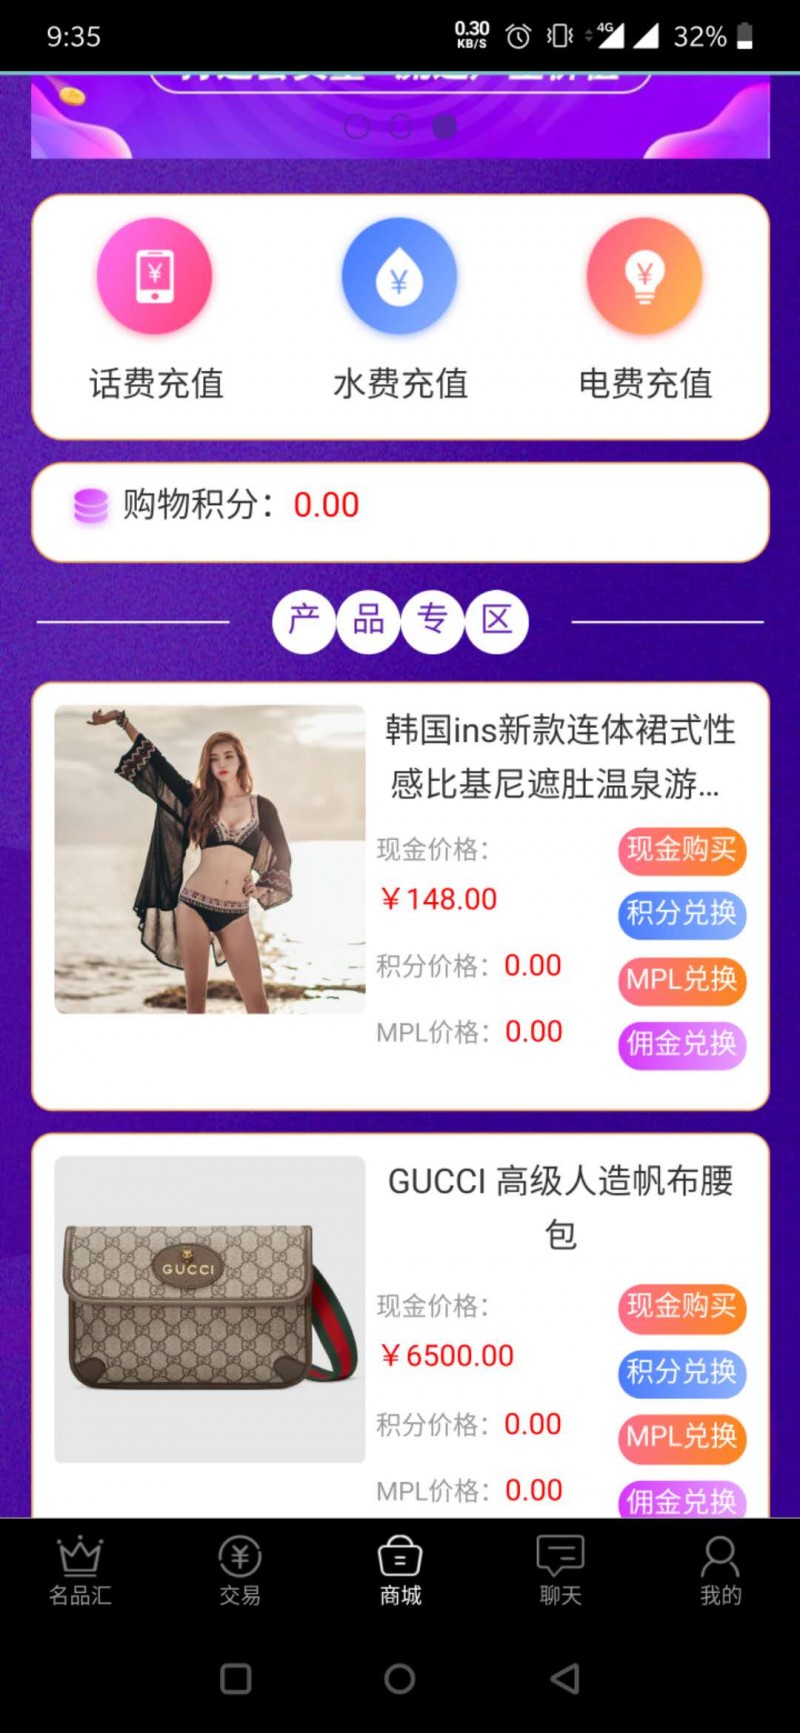 9:35
0.30
KB/S
4G
32%
话费充值
水费充值
电费充值
购物积分：0.00
产品专区
韩国ins新款连体裙式性
感比基尼遮肚温泉游...
现金价格：
￥148.00
积分价格：0.00
MPL价格：0.00
现金购买
积分兑换
MPL兑换
佣金兑换
GUCCI 高级人造帆布腰
包
GUCCI
现金价格：
￥6500.00
积分价格：0.00
MPL价格：0.00
现金购买
积分兑换
MPL兑换
佣金兑换
名品汇
交易
商城
聊天
我的